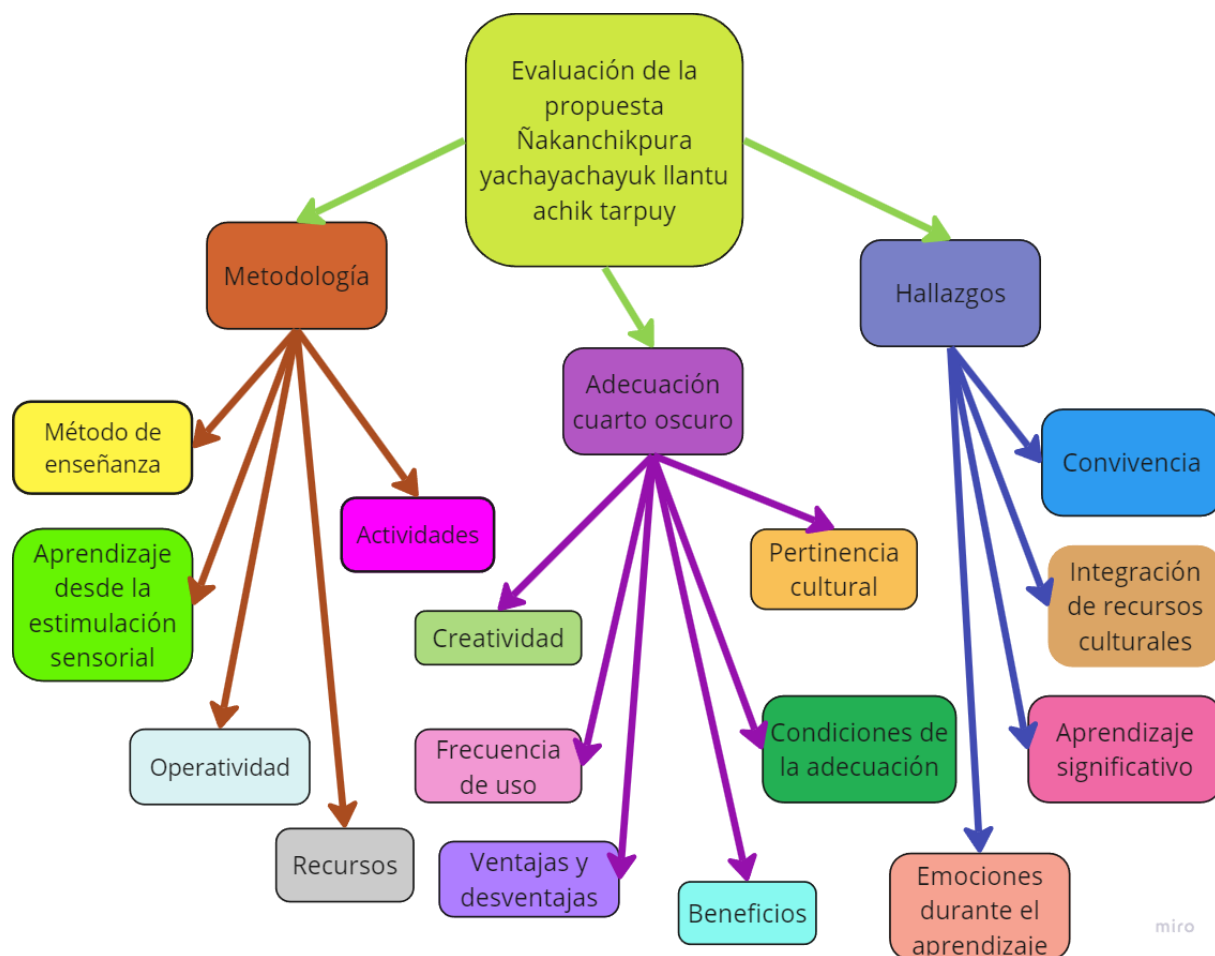 Evaluación de la
propuesta
Ñakanchikpura
yachayachayuk llantu
achik tarpuy
Metodología
Hallazgos
Adecuación
cuarto oscuro
Método de
enseñanza
Convivencia
Actividades
Aprendizaje
desde la
estimulación
sensorial
Pertinencia
cultural
Integración
de recursos
culturales
Creatividad
Operatividad
Frecuencia
de uso
Condiciones de
la adecuación
Aprendizaje
significativo
Recursos
Ventajas y
desventajas
Beneficios
Emociones
durante el
aprendizaje
miro